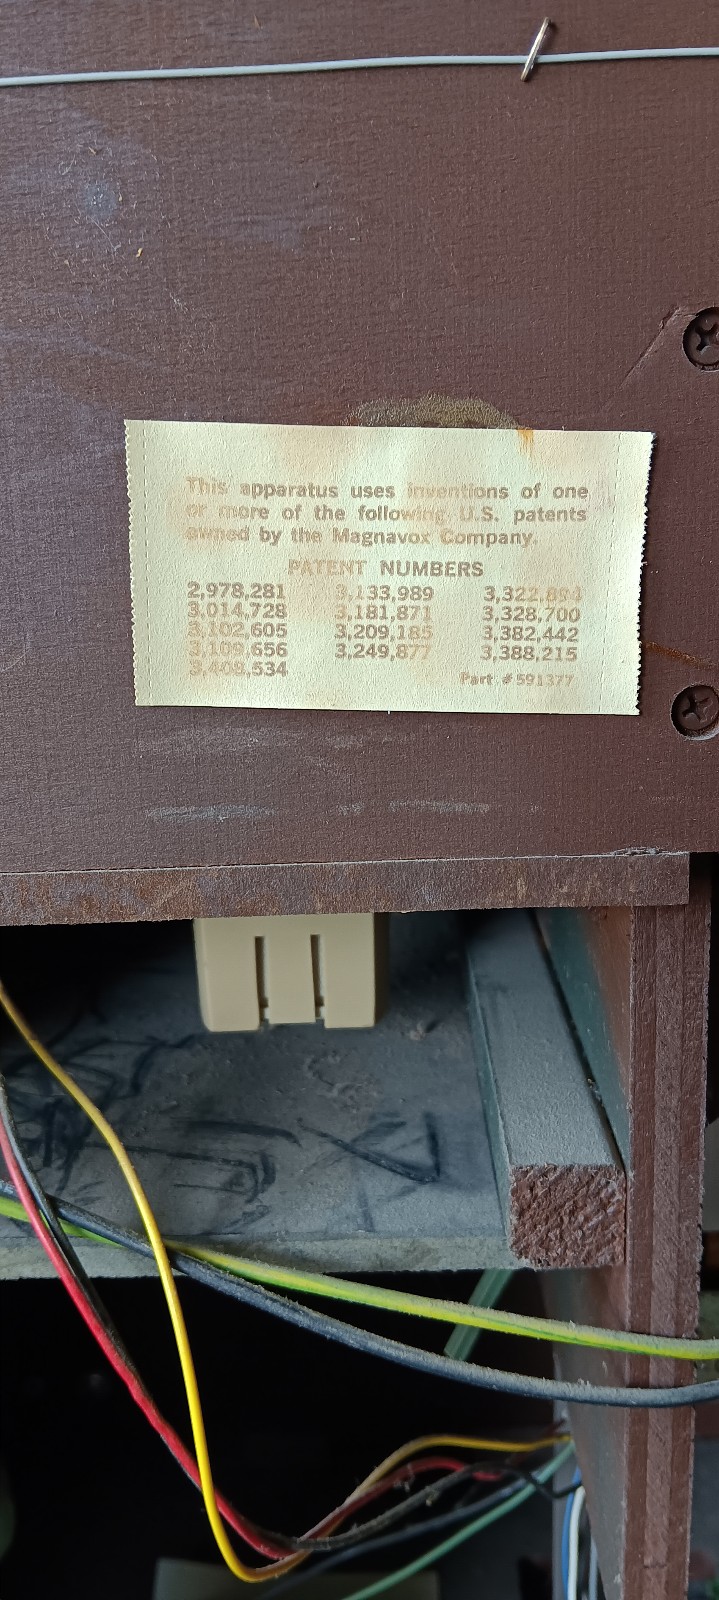 This apparatus uses inventions of one
or more of the following U.S. patents
owned by the Magnavox Company.
PATENT NUMBERS
2,978,281 3,133,989 3,322,894
3,014,728 3,181,871 3,328,700
3,102,605 3,209,185 3,382,442
3,109,656 3,249,877 3,388,215
3,408,534
Part # 591377